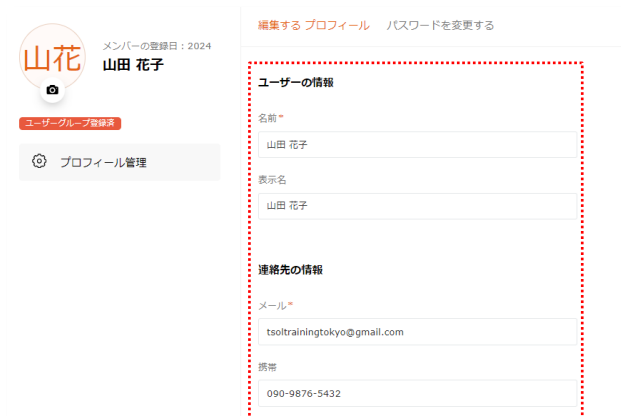 山花
メンバーの登録日：2024
山田 花子
ユーザーグループ登録済
プロフィール管理
編集する プロフィール　パスワードを変更する
ユーザーの情報
名前*
山田 花子
表示名
山田 花子
連絡先の情報
メール*
tsoltrainingtokyo@gmail.com
携帯
090-9876-5432